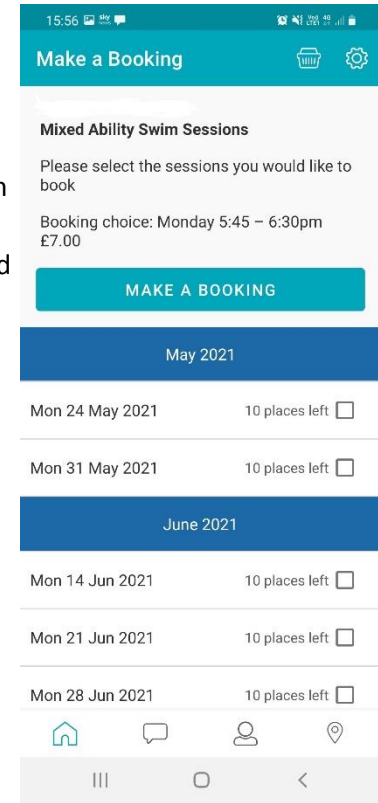 15:56 sky news
Make a Booking
Mixed Ability Swim Sessions
Please select the sessions you would like to
book
Booking choice: Monday 5:45 – 6:30pm
£7.00
MAKE A BOOKING
May 2021
Mon 24 May 2021 10 places left
Mon 31 May 2021 10 places left
June 2021
Mon 14 Jun 2021 10 places left
Mon 21 Jun 2021 10 places left
Mon 28 Jun 2021 10 places left